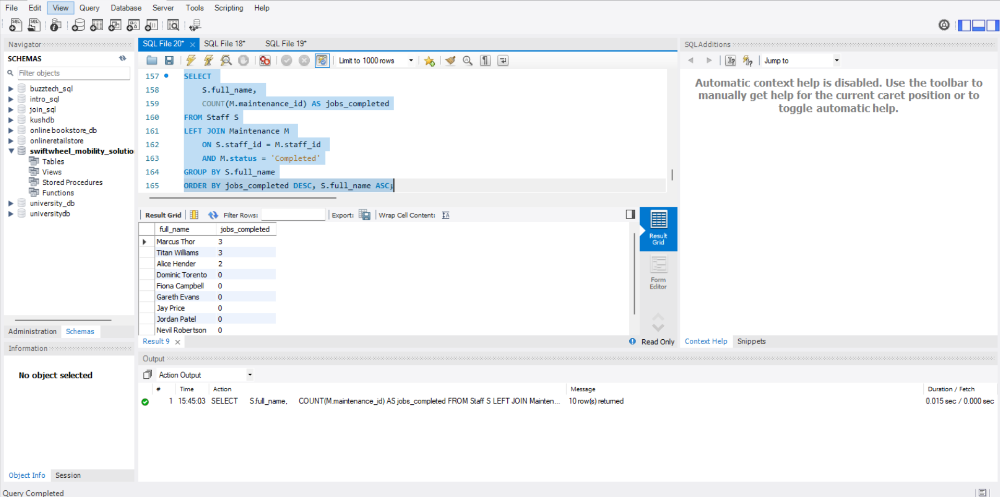 File Edit View Query Database Server Tools Scripting Help
Navigator
SCHEMAS
Filter objects
buzztech_sql
intro_sql
join_sql
kushdb
online bookstore_db
onlineretailstore
swiftwheel_mobility_solutio
Tables
Views
Stored Procedures
Functions
university_db
universitydb
Administration Schemas
Information
No object selected
Object Info Session
Query Completed
SQL File 20* SQL File 18* SQL File 19*
Limit to 1000 rows
157 SELECT
158 S.full_name,
159 COUNT(M.maintenance_id) AS jobs_completed
160 FROM Staff S
161 LEFT JOIN Maintenance M
162 ON S.staff_id = M.staff_id
163 AND M.status = 'Completed'
164 GROUP BY S.full_name
165 ORDER BY jobs_completed DESC, S.full_name ASC;
Result Grid Filter Rows: Export: Wrap Cell Content:
full_name jobs_completed
Marcus Thor 3
Titan Williams 3
Alice Hender 2
Dominic Torento 0
Fiona Campbell 0
Gareth Evans 0
Jay Price 0
Jordan Patel 0
Nevil Robertson 0
Result
Grid
Form
Editor
Result 9 Read Only
SQLAdditions
Jump to
Automatic context help is disabled. Use the toolbar to
manually get help for the current caret position or to
toggle automatic help.
Context Help Snippets
Output
Action Output
# Time Action Message Duration / Fetch
1 15:45:03 SELECT S.full_name, COUNT(M.maintenance_id) AS jobs_completed FROM Staff S LEFT JOIN Mainten... 10 row(s) returned 0.015 sec / 0.000 sec